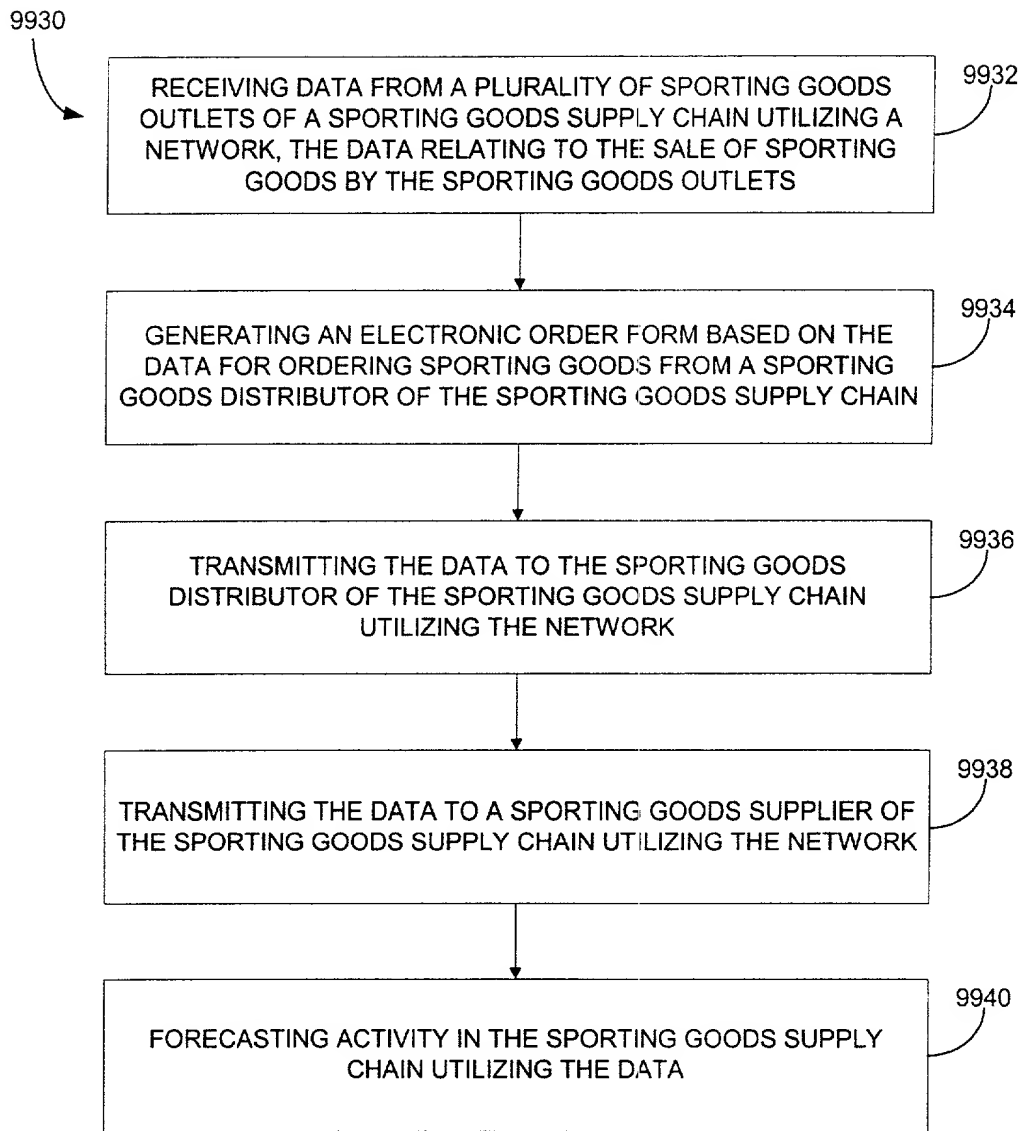 9930
9932
RECEIVING DATA FROM A PLURALITY OF SPORTING GOODS
OUTLETS OF A SPORTING GOODS SUPPLY CHAIN UTILIZING A
NETWORK, THE DATA RELATING TO THE SALE OF SPORTING
GOODS BY THE SPORTING GOODS OUTLETS
9934
GENERATING AN ELECTRONIC ORDER FORM BASED ON THE
DATA FOR ORDERING SPORTING GOODS FROM A SPORTING
GOODS DISTRIBUTOR OF THE SPORTING GOODS SUPPLY CHAIN
9936
TRANSMITTING THE DATA TO THE SPORTING GOODS
DISTRIBUTOR OF THE SPORTING GOODS SUPPLY CHAIN
UTILIZING THE NETWORK
9938
TRANSMITTING THE DATA TO A SPORTING GOODS SUPPLIER OF
THE SPORTING GOODS SUPPLY CHAIN UTILIZING THE NETWORK
9940
FORECASTING ACTIVITY IN THE SPORTING GOODS SUPPLY
CHAIN UTILIZING THE DATA